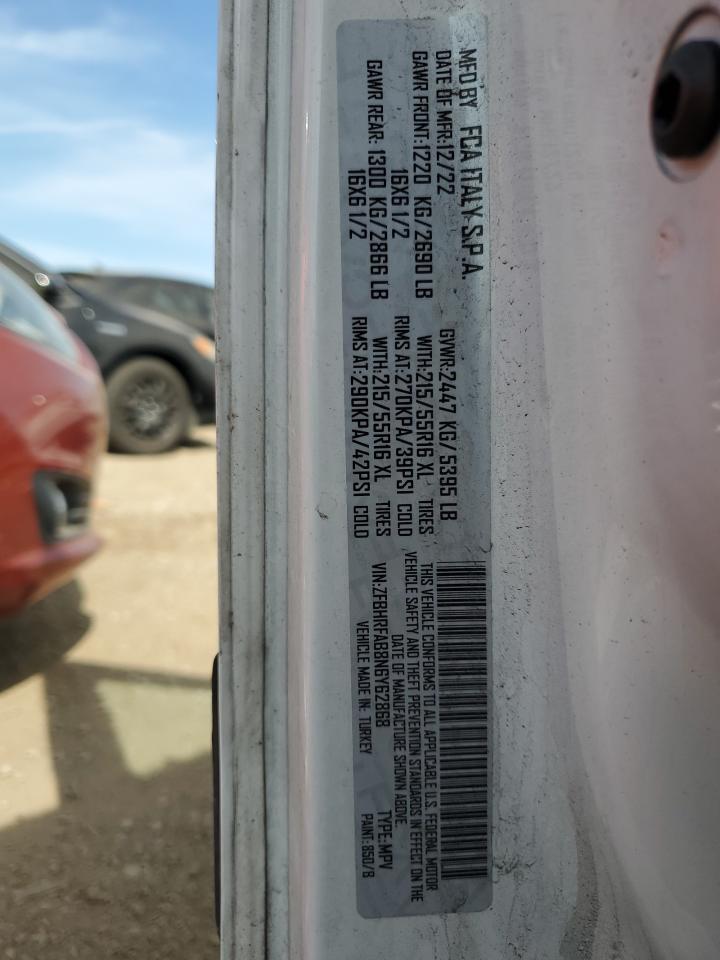 MFD BY FCA ITALY S.P.A.
DATE OF MFR:12/22 GVWR:2447 KG/5395 LB
GAWR FRONT:1220 KG/2690 LB WITH:215/55R16 XL TIRES
16X6 1/2 RIMS AT:270KPA/39PSI COLD
GAWR REAR: 1300 KG/2866 LB WITH:215/55R16 XL TIRES
16X6 1/2 RIMS AT:290KPA/42PSI COLD
THIS VEHICLE CONFORMS TO ALL APPLICABLE U.S. FEDERAL MOTOR
VEHICLE SAFETY AND THEFT PREVENTION STANDARDS IN EFFECT ON THE
DATE OF MANUFACTURE SHOWN ABOVE.
VIN:ZFBHRFAB8N6Y62868 TYPE:MPV
VEHICLE MADE IN: TURKEY PAINT: 850/B